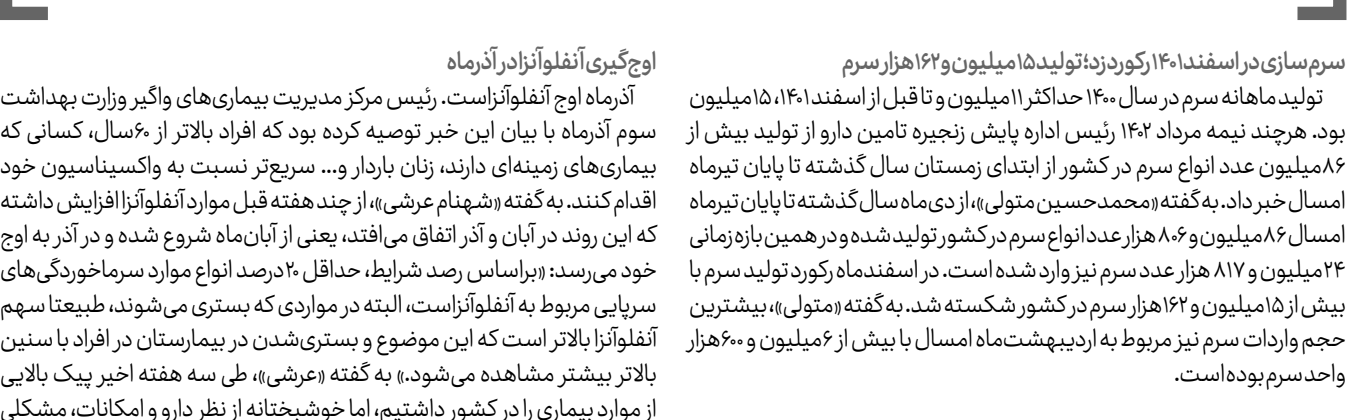 سرم‌سازی در اسفند ۱۴۰۱ رکورد زد؛ تولید ۱۵ میلیون و ۱۶۲ هزار سرم
تولید ماهانه سرم در سال ۱۴۰۰ حداکثر ۱۱ میلیون و تا قبل از اسفند ۱۴۰۱، ۱۵ میلیون
بود. هرچند نیمه مرداد ۱۴۰۲ رئیس اداره پایش زنجیره تامین دارو از تولید بیش از
۸۶ میلیون عدد انواع سرم در کشور از ابتدای زمستان سال گذشته تا پایان تیرماه
امسال خبر داد. به گفته «محمدحسین متولی»، از دی‌ماه سال گذشته تا پایان تیرماه
امسال ۸۶ میلیون و ۸۰۶ هزار عدد انواع سرم در کشور تولید شده و در همین بازه زمانی
۲۴ میلیون و ۸۱۷ هزار عدد سرم نیز وارد شده است. در اسفندماه رکورد تولید سرم با
بیش از ۱۵ میلیون و ۱۶۲ هزار سرم در کشور شکسته شد. به گفته «متولی»، بیشترین
حجم واردات سرم نیز مربوط به اردیبهشت‌ماه امسال با بیش از ۶ میلیون و ۶۰۰ هزار
واحد سرم بوده است.
اوج‌گیری آنفلوآنزا در آذرماه
آذرماه اوج آنفلوآنزاست. رئیس مرکز مدیریت بیماری‌های واگیر وزارت بهداشت
سوم آذرماه با بیان این خبر توصیه کرده بود که افراد بالاتر از ۶۰ سال، کسانی که
بیماری‌های زمینه‌ای دارند، زنان باردار و... سریع‌تر نسبت به واکسیناسیون خود
اقدام کنند. به گفته «شهنام عرشی»، از چند هفته قبل موارد آنفلوآنزا افزایش داشته
که این روند در آبان و آذر اتفاق می‌افتد، یعنی از آبان‌ماه شروع شده و در آذر به اوج
خود می‌رسد: «براساس رصد شرایط، حداقل ۲۰ درصد انواع موارد سرماخوردگی‌های
سرپایی مربوط به آنفلوآنزاست، البته در مواردی که بستری می‌شوند، طبیعتا سهم
آنفلوآنزا بالاتر است که این موضوع و بستری‌شدن در بیمارستان در افراد با سنین
بالاتر بیشتر مشاهده می‌شود.» به گفته «عرشی»، طی سه هفته اخیر پیک بالایی
از موارد بیماری را در کشور داشتیم، اما خوشبختانه از نظر دارو و امکانات، مشکلی